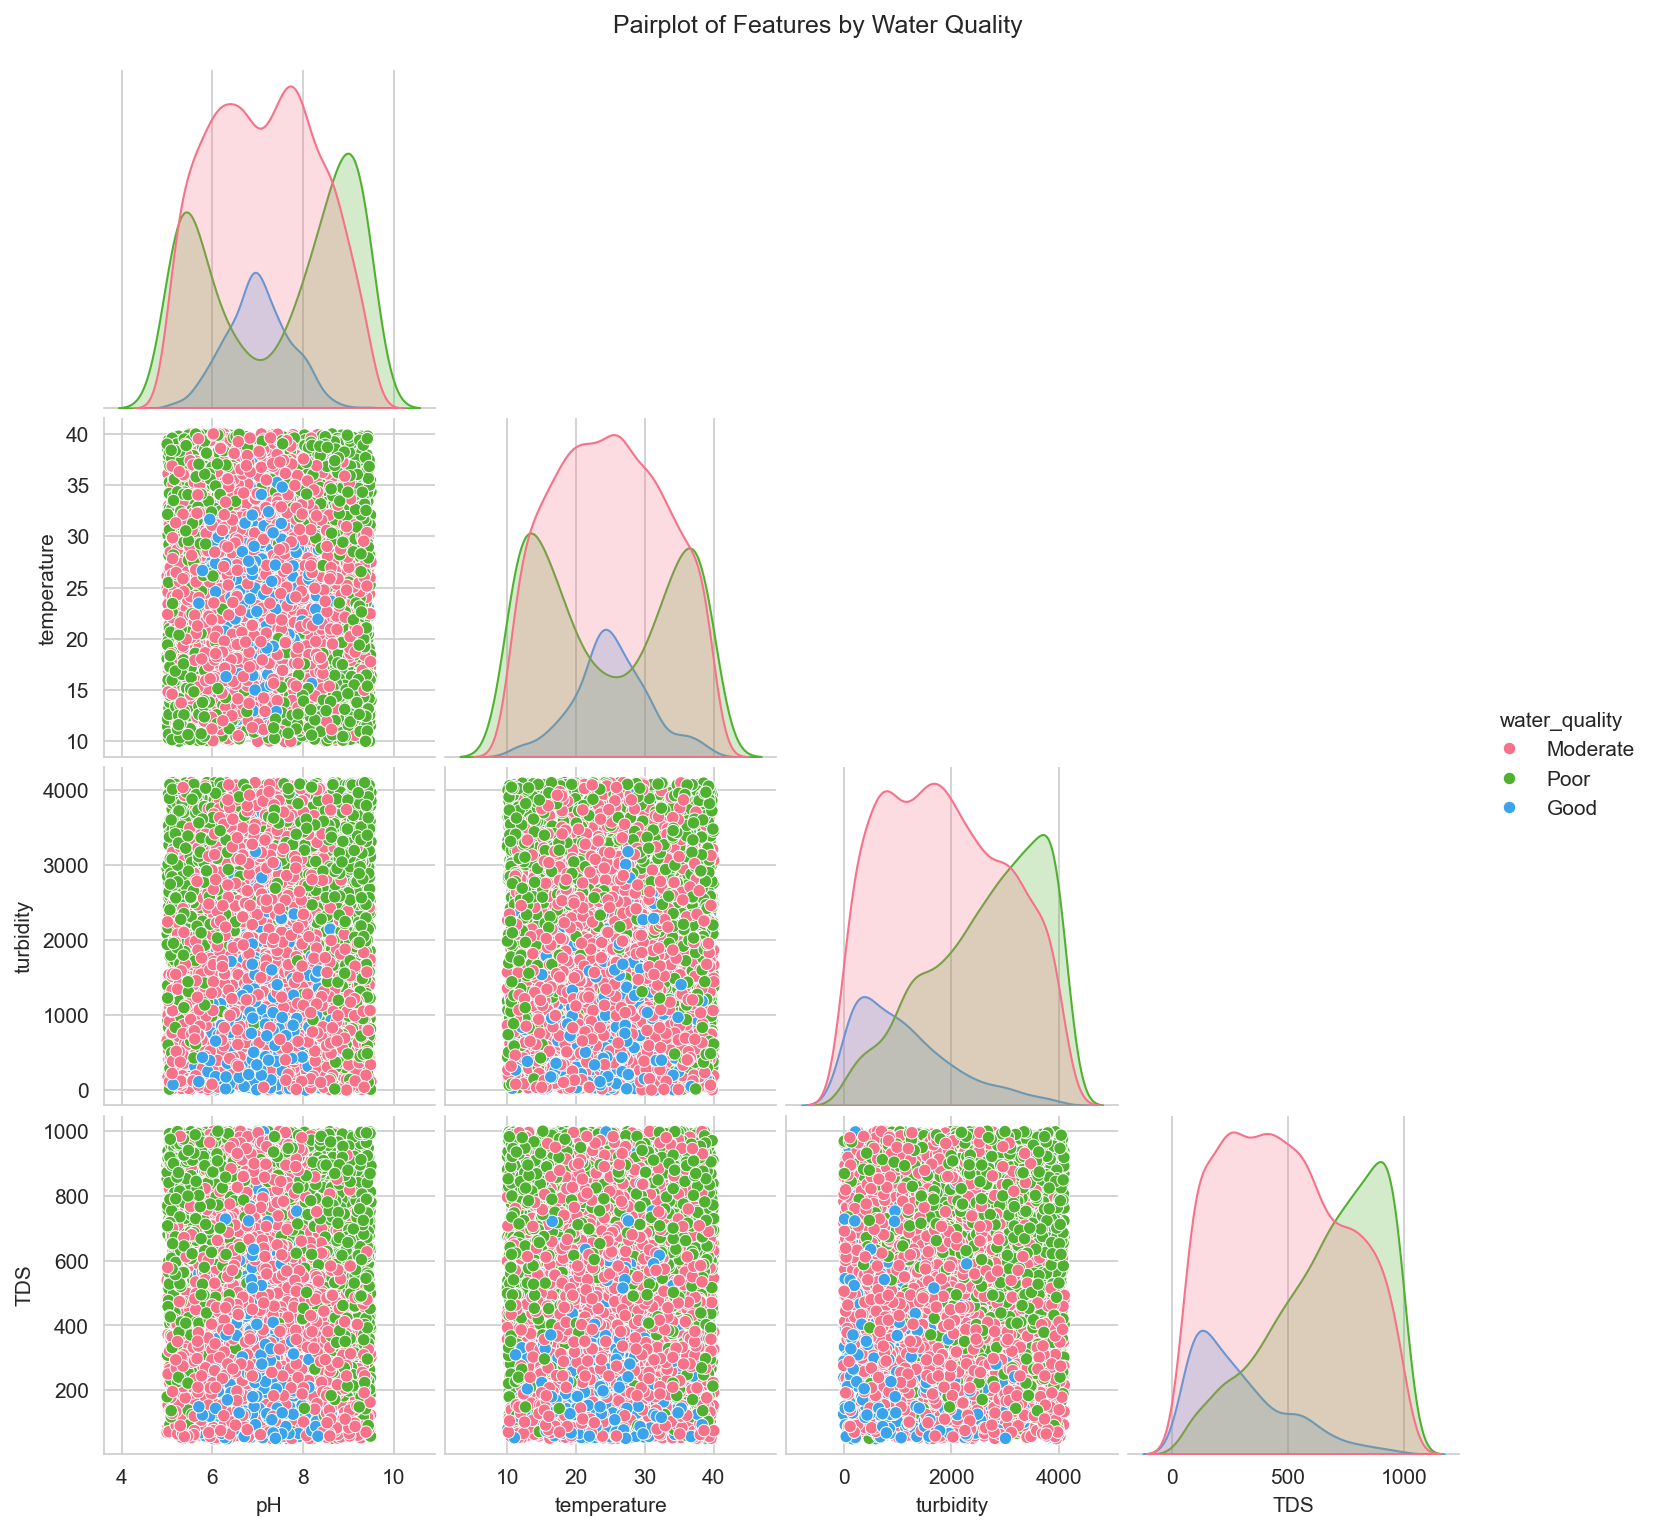 Pairplot of Features by Water Quality
40
35
30
25
20
15
10
temperature
4000
3000
2000
1000
0
turbidity
water_quality
Moderate
Poor
Good
1000
800
600
400
200
TDS
4 6 8 10
pH
10 20 30 40
temperature
0 2000 4000
turbidity
0 500 1000
TDS